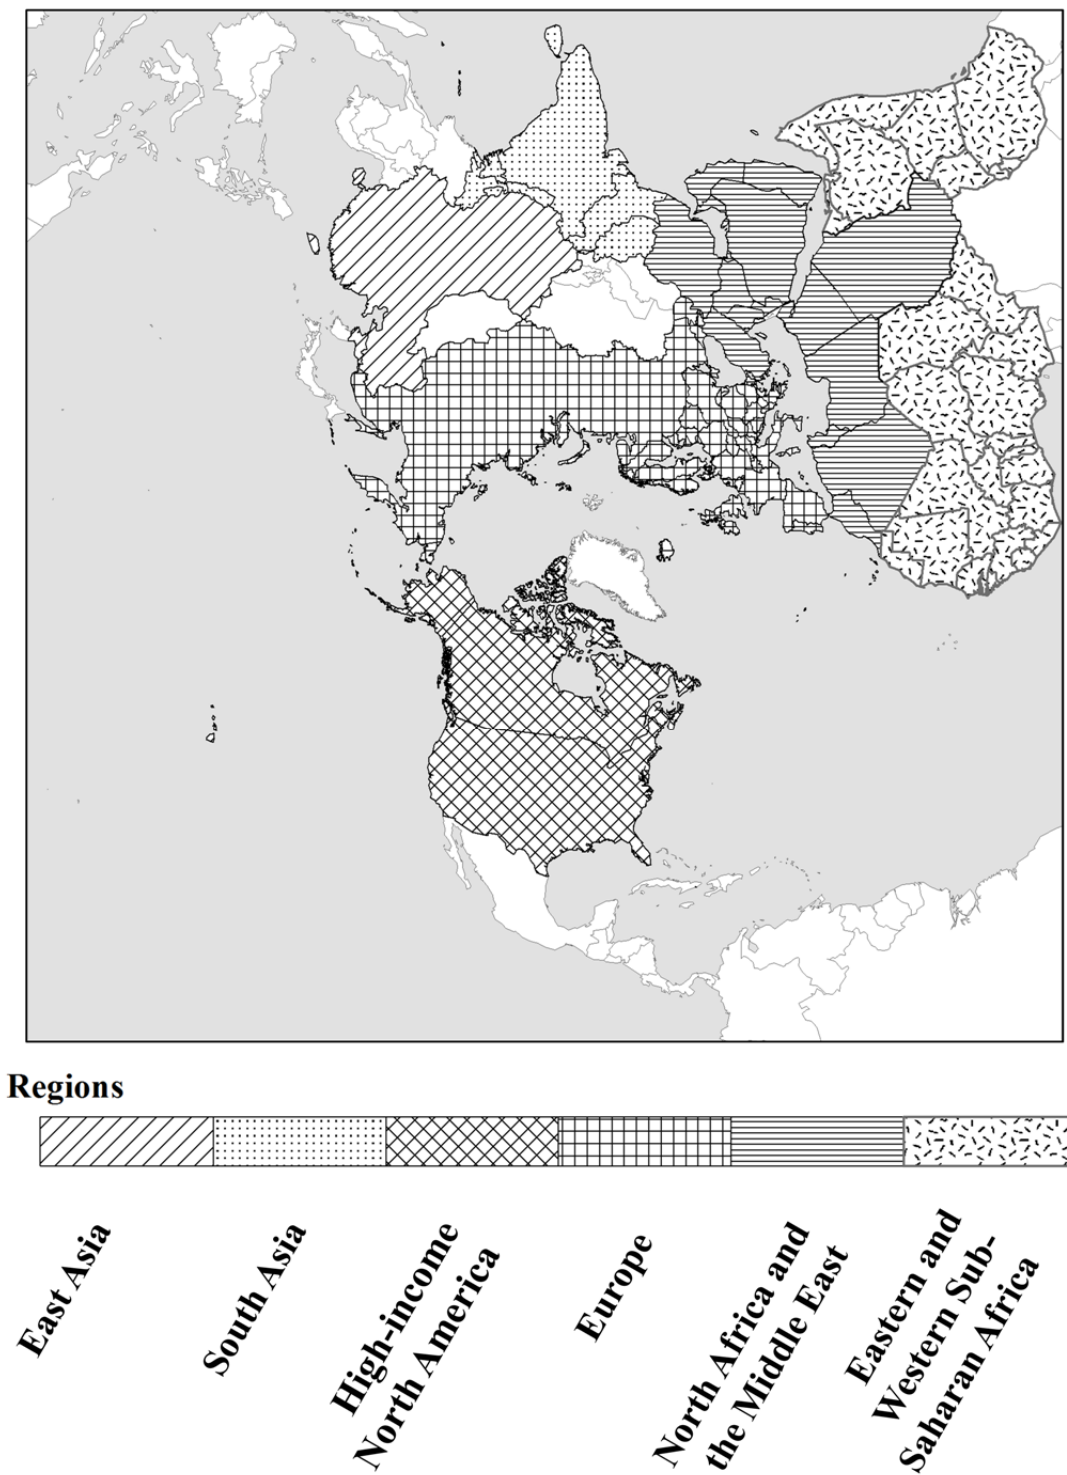 Regions
East Asia
South Asia
High-income
North America
Europe
North Africa and
the Middle East
Eastern and
Western Sub-
Saharan Africa